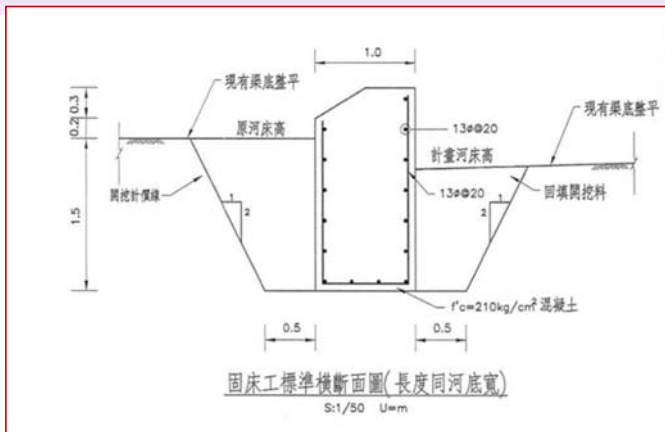 1.0
現有渠底整平
0.3
0.2
原河床高
13ø@20
現有渠底整平
計畫河床高
開挖計價線
1
2
13ø@20
1
2
回填開挖料
1.5
f'c=210kg/cm² 混凝土
0.5
0.5
固床工標準橫斷面圖(長度同河底寬)
S:1/50 U=m